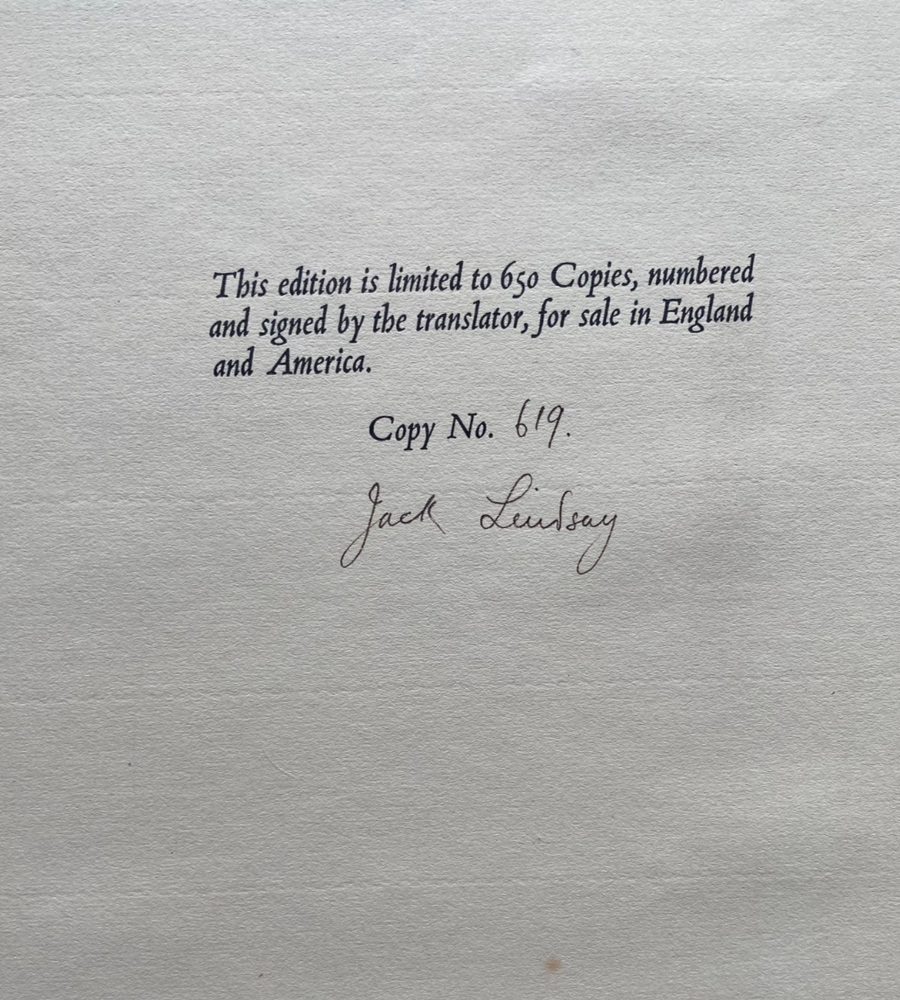 This edition is limited to 650 Copies, numbered
and signed by the translator, for sale in England
and America.
Copy No. 619.
Jack Lindsay